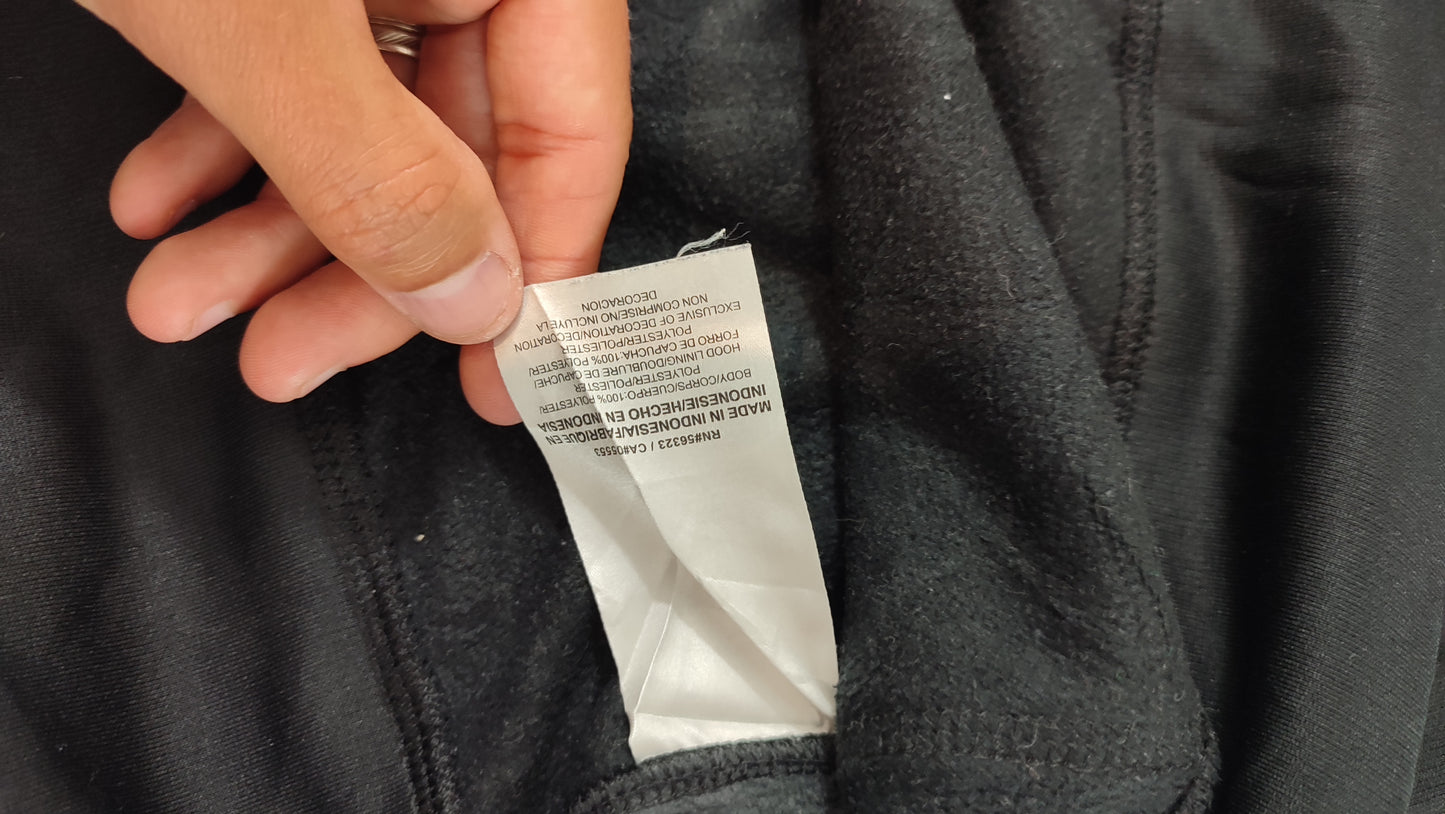 RN#56323 / CA#05553
MADE IN INDONESIA/FABRIQUE EN
INDONESIE/HECHO EN INDONESIA
BODY/CORPS/CUERPO:100% POLYESTER/
POLYESTER/POLIESTER
HOOD LINING/DOUBLURE DE CAPUCHE/
FORRO DE CAPUCHA:100% POLYESTER/
POLYESTER/POLIESTER
EXCLUSIVE OF DECORATION/DECORATION
NON COMPRISE/NO INCLUYE LA
DECORACION